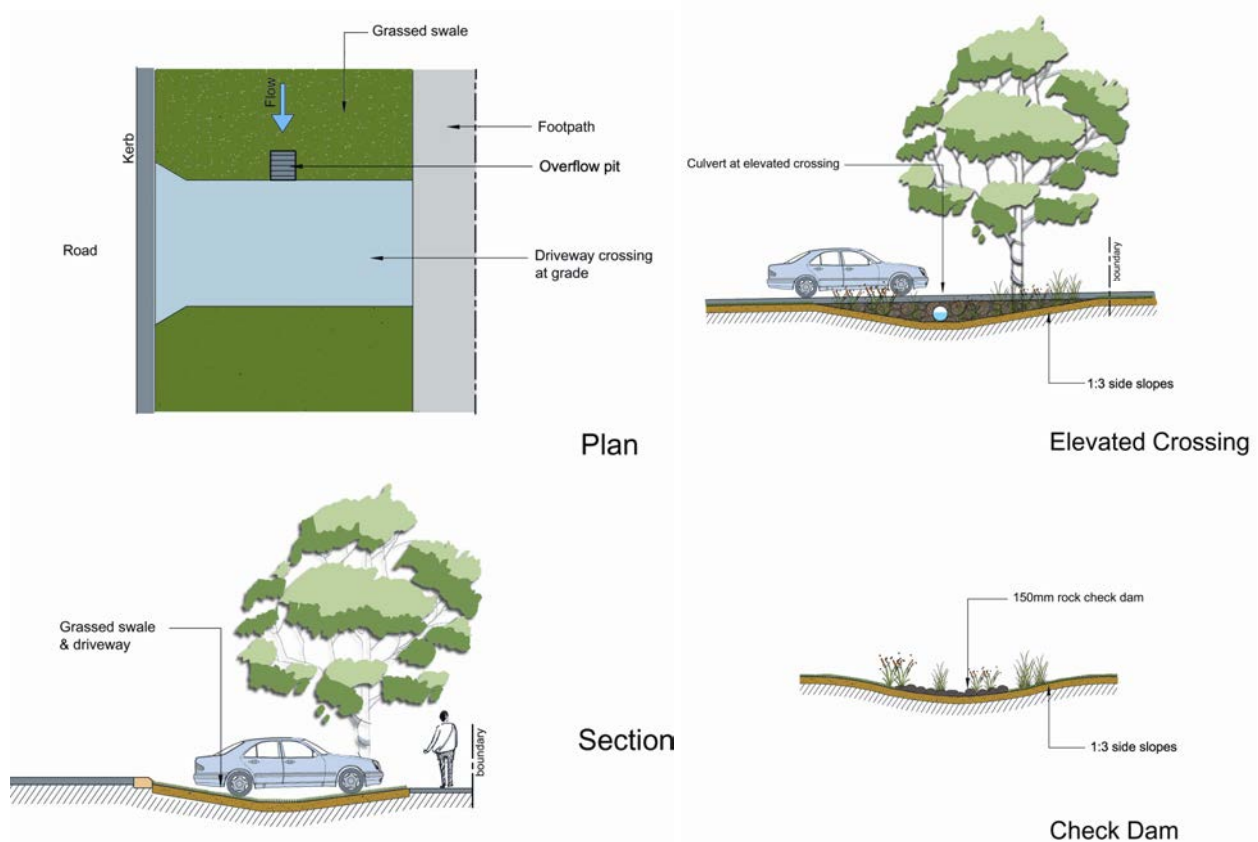 Grassed swale
Flow
Kerb
Footpath
Overflow pit
Road
Driveway crossing
at grade
Plan
Culvert at elevated crossing
boundary
1:3 side slopes
Elevated Crossing
Grassed swale
& driveway
boundary
Section
150mm rock check dam
1:3 side slopes
Check Dam